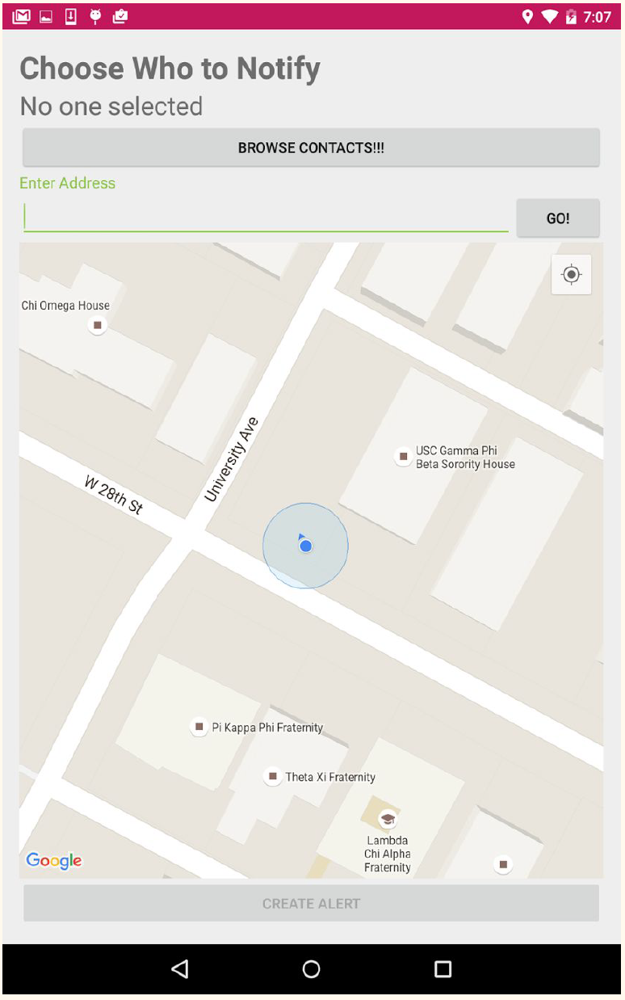 7:07
Choose Who to Notify
No one selected
BROWSE CONTACTS!!!
Enter Address
GO!
Chi Omega House
University Ave
USC Gamma Phi
Beta Sorority House
W 28th St
Pi Kappa Phi Fraternity
Theta Xi Fraternity
Lambda
Chi Alpha
Fraternity
Google
CREATE ALERT